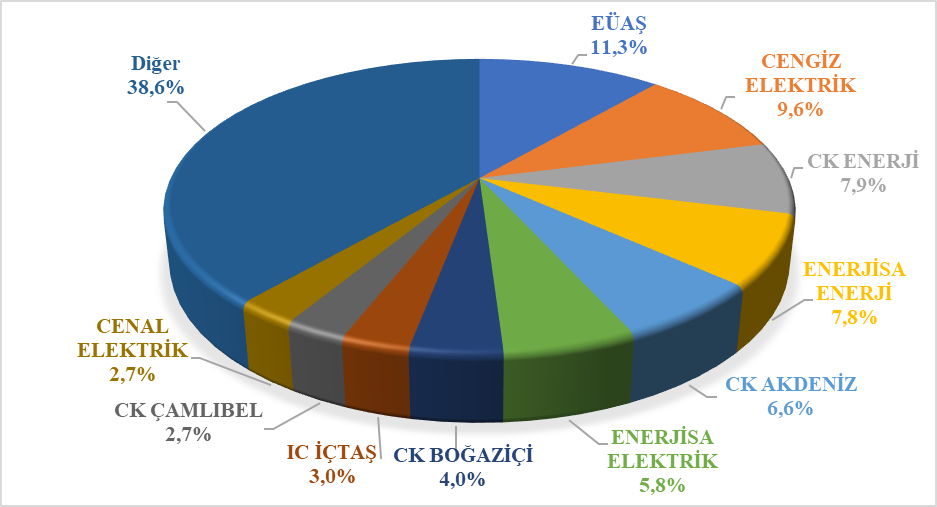 EÜAŞ
11,3%
CENGİZ
ELEKTRİK
9,6%
CK ENERJİ
7,9%
ENERJİSA
ENERJİ
7,8%
CK AKDENİZ
6,6%
ENERJİSA
ELEKTRİK
5,8%
CK BOĞAZİÇİ
4,0%
IC İÇTAŞ
3,0%
CK ÇAMLIBEL
2,7%
CENAL
ELEKTRİK
2,7%
Diğer
38,6%